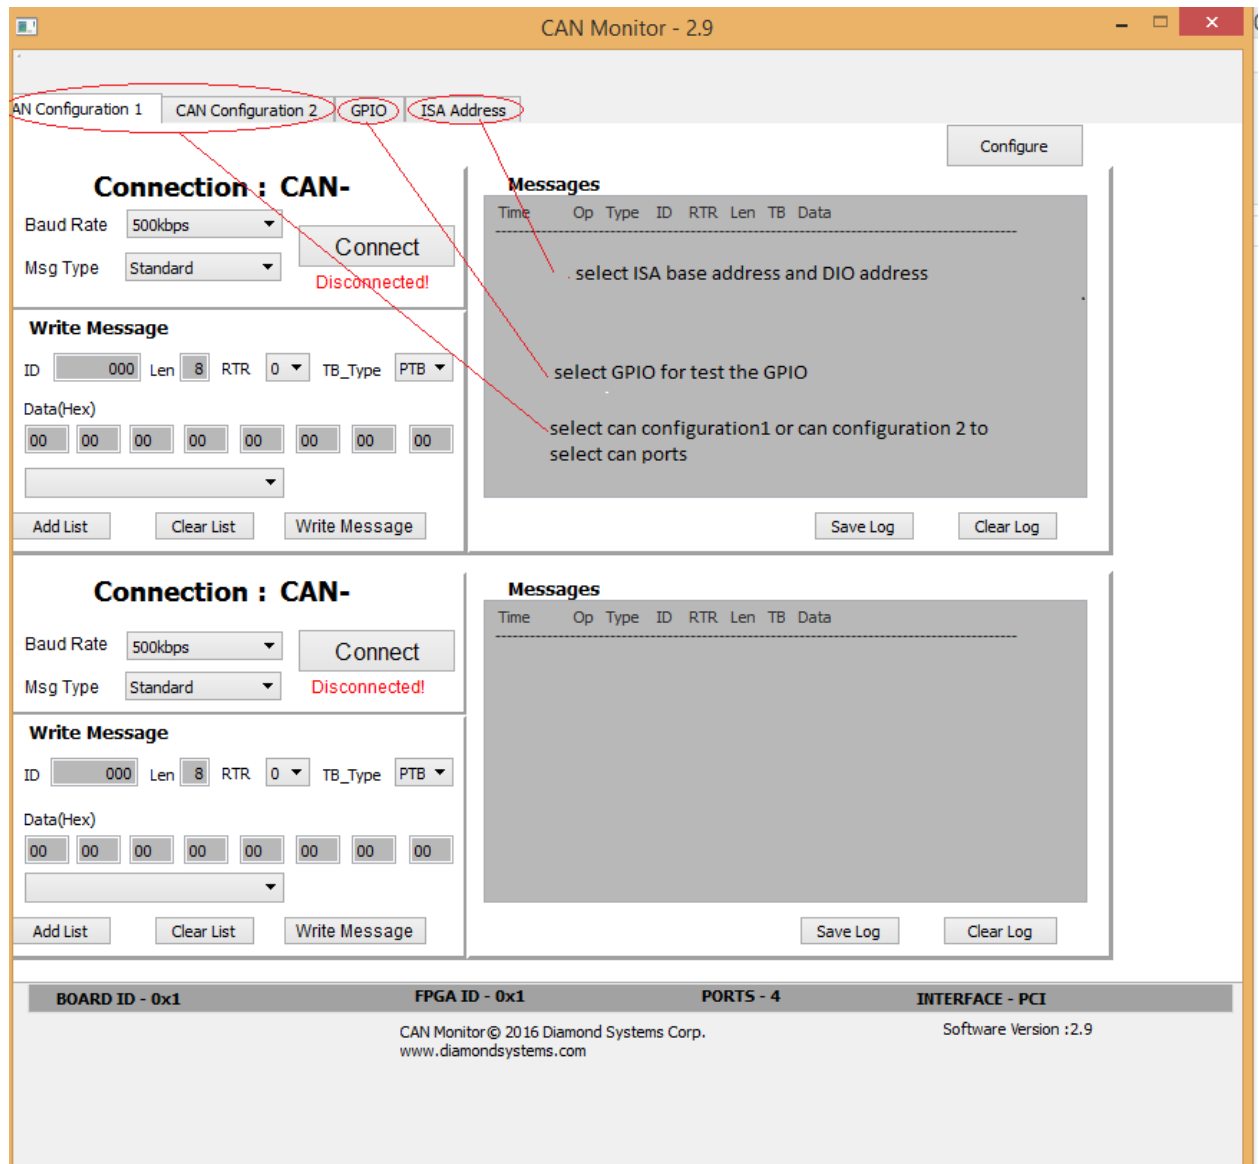 CAN Monitor - 2.9
AN Configuration 1 CAN Configuration 2 GPIO ISA Address
Configure
Connection : CAN-
Baud Rate 500kbps
Connect
Msg Type Standard
Disconnected!
Messages
Time Op Type ID RTR Len TB Data
select ISA base address and DIO address
select GPIO for test the GPIO
select can configuration1 or can configuration 2 to
select can ports
Write Message
ID 000 Len 8 RTR 0 TB_Type PTB
Data(Hex)
00 00 00 00 00 00 00 00
Add List Clear List Write Message
Save Log Clear Log
Connection : CAN-
Baud Rate 500kbps
Connect
Msg Type Standard
Disconnected!
Messages
Time Op Type ID RTR Len TB Data
Write Message
ID 000 Len 8 RTR 0 TB_Type PTB
Data(Hex)
00 00 00 00 00 00 00 00
Add List Clear List Write Message
Save Log Clear Log
BOARD ID - 0x1 FPGA ID - 0x1 PORTS - 4 INTERFACE - PCI
CAN Monitor© 2016 Diamond Systems Corp. Software Version :2.9
www.diamondsystems.com